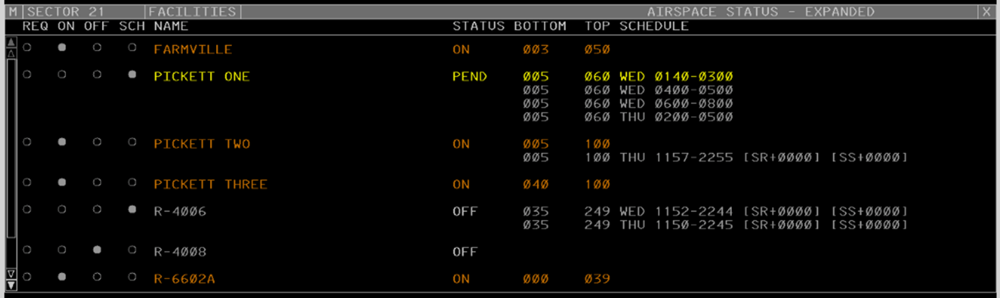 M SECTOR 21 FACILITIES AIRSPACE STATUS - EXPANDED X
REQ ON OFF SCH NAME STATUS BOTTOM TOP SCHEDULE
FARMVILLE ON 003 050
PICKETT ONE PEND 005 060 WED 0140-0300
005 060 WED 0400-0500
005 060 WED 0600-0800
005 060 THU 0200-0500
PICKETT TWO ON 005 100
005 100 THU 1157-2255 [SR+0000] [SS+0000]
PICKETT THREE ON 040 100
R-4006 OFF 035 249 WED 1152-2244 [SR+0000] [SS+0000]
035 249 THU 1150-2245 [SR+0000] [SS+0000]
R-4008 OFF
R-6602A ON 000 039